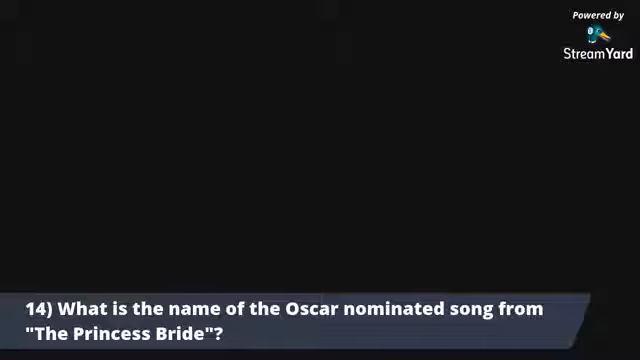 Powered by
StreamYard
14) What is the name of the Oscar nominated song from
"The Princess Bride"?